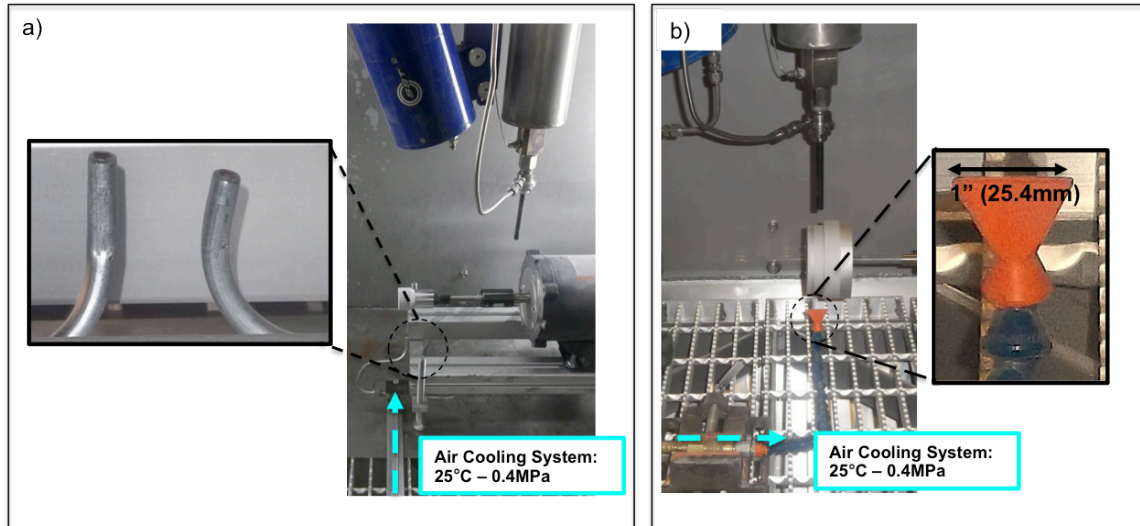 a)
Air Cooling System:
25°C – 0.4MPa
b)
1” (25.4mm)
Air Cooling System:
25°C – 0.4MPa